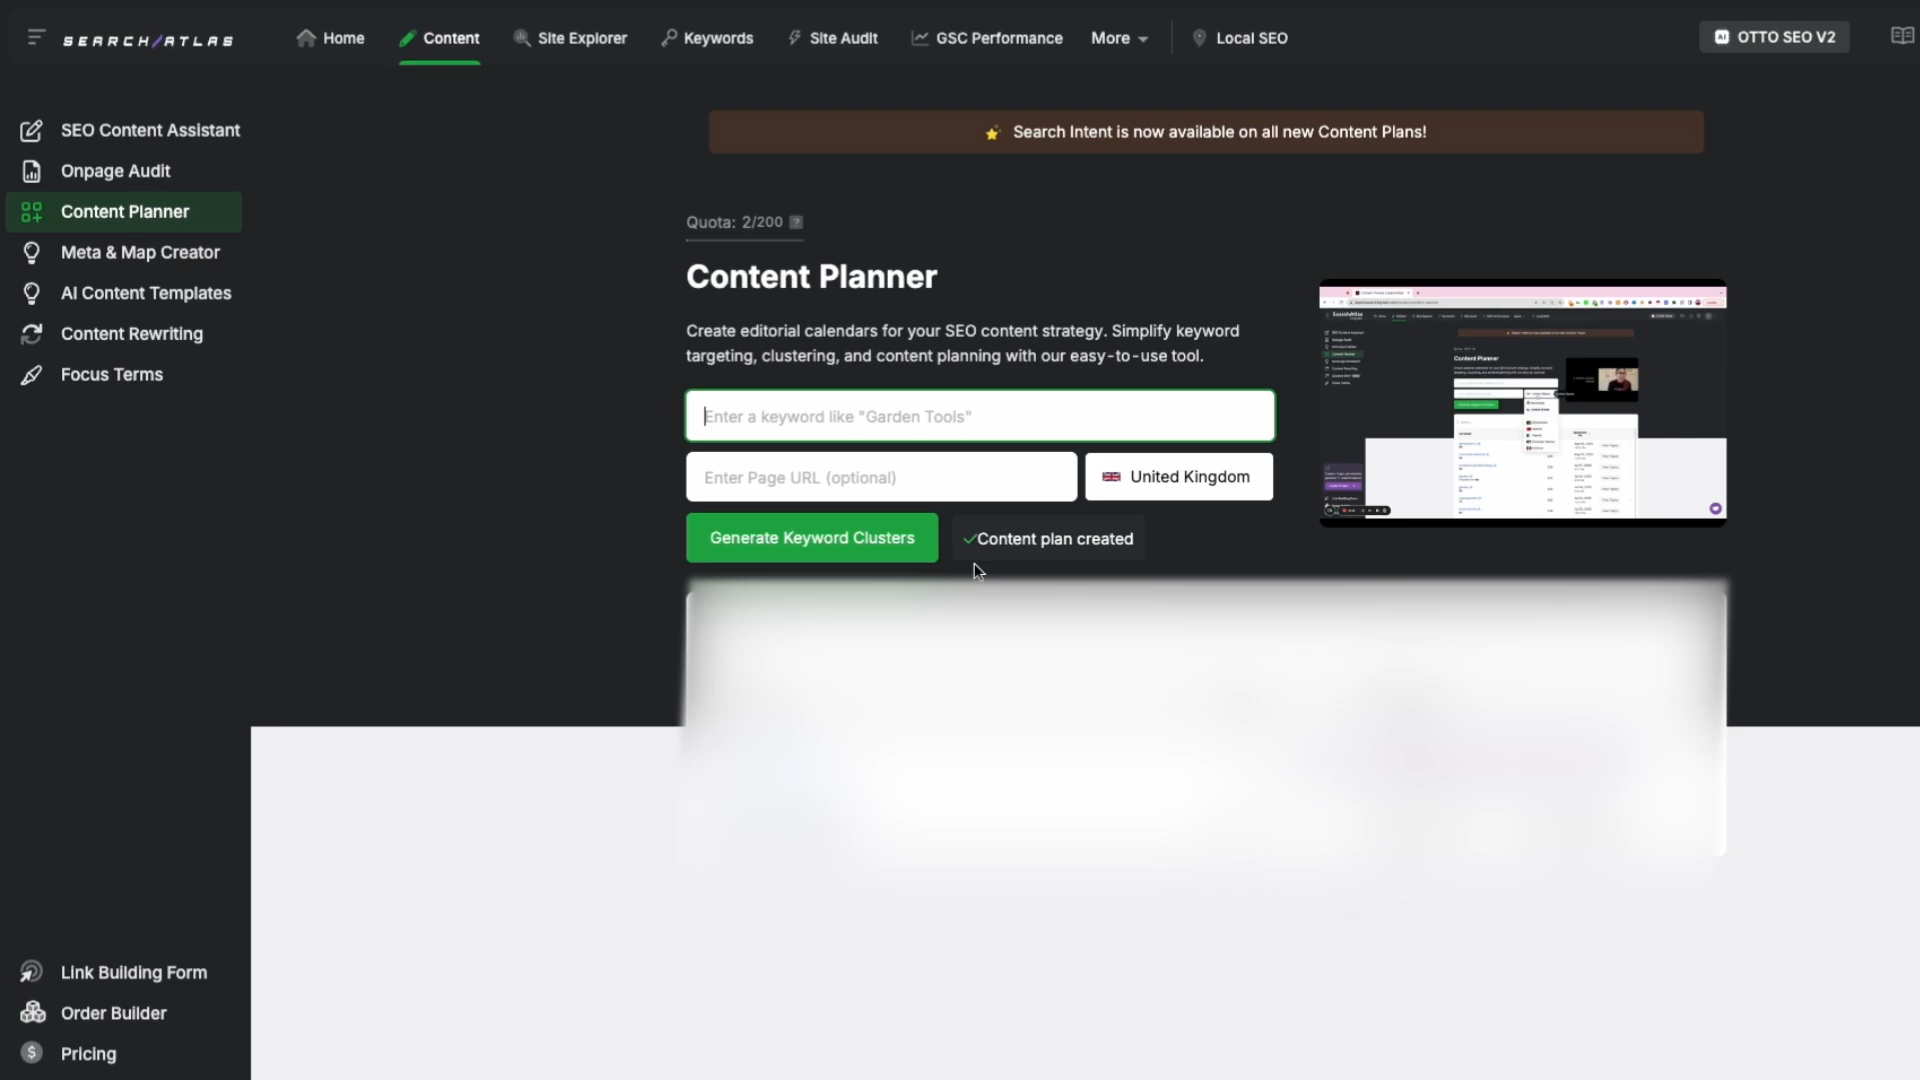 SEARCH/ATLAS
Home
Content
Site Explorer
Keywords
Site Audit
GSC Performance
More
Local SEO
AI OTTO SEO V2
SEO Content Assistant
Onpage Audit
Content Planner
Meta & Map Creator
AI Content Templates
Content Rewriting
Focus Terms
Search Intent is now available on all new Content Plans!
Quota: 2/200 ?
Content Planner
Create editorial calendars for your SEO content strategy. Simplify keyword
targeting, clustering, and content planning with our easy-to-use tool.
Enter a keyword like "Garden Tools"
Enter Page URL (optional)
United Kingdom
Generate Keyword Clusters
Content plan created
SearchAtlas
Content Planner
Link Building Form
Order Builder
Pricing